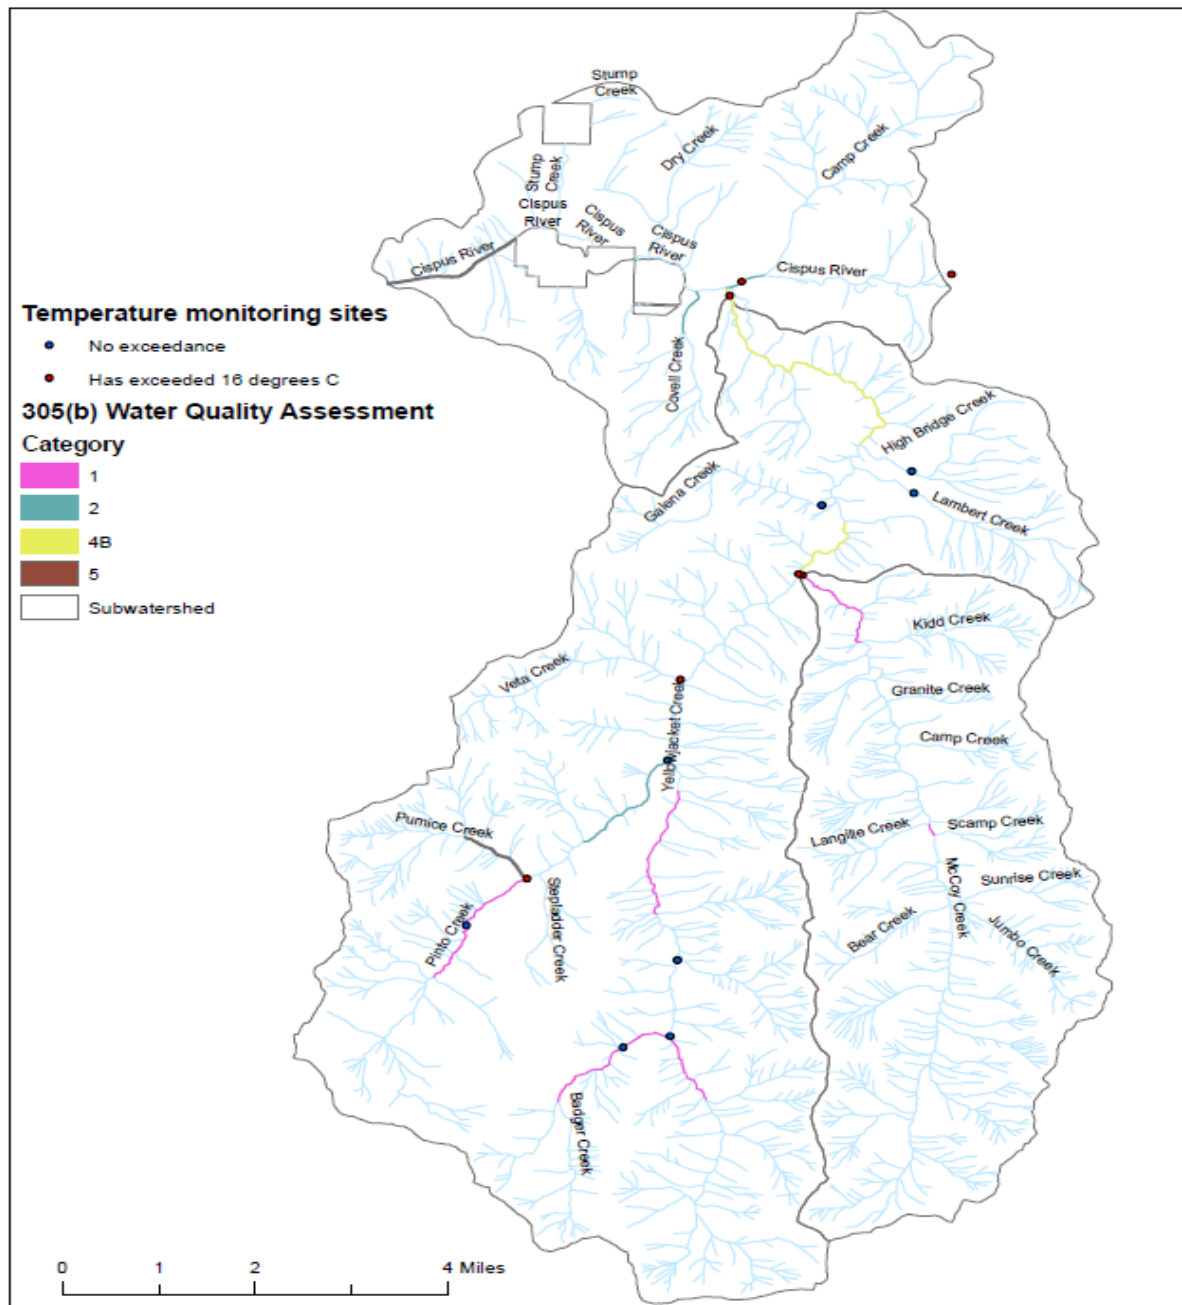 Stump
Creek
Dry Creek
Camp Creek
Stump
Creek
Cispus
River
Cispus
River
Cispus
River
Cispus River
Cispus River
Temperature monitoring sites
No exceedance
Has exceeded 16 degrees C
305(b) Water Quality Assessment
Category
1
2
4B
5
Subwatershed
Covell Creek
High Bridge Creek
Galena Creek
Lambert Creek
Kidd Creek
Veta Creek
Granite Creek
Yellowjacket Creek
Camp Creek
Pumice Creek
Langille Creek
Scamp Creek
McCoy Creek
Sunrise Creek
Stepladder Creek
Pinto Creek
Bear Creek
Jumbo Creek
Badger Creek
0 1 2 4 Miles